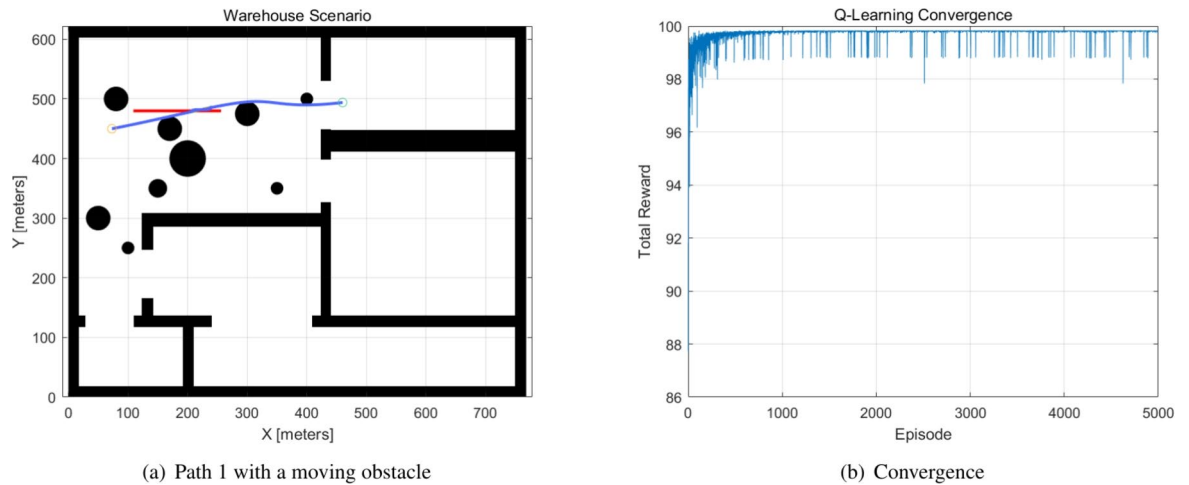 Warehouse Scenario
600
500
400
300
200
100
0
Y [meters]
0 100 200 300 400 500 600 700
X [meters]
(a) Path 1 with a moving obstacle
Q-Learning Convergence
100
98
96
94
92
90
88
86
Total Reward
0 1000 2000 3000 4000 5000
Episode
(b) Convergence